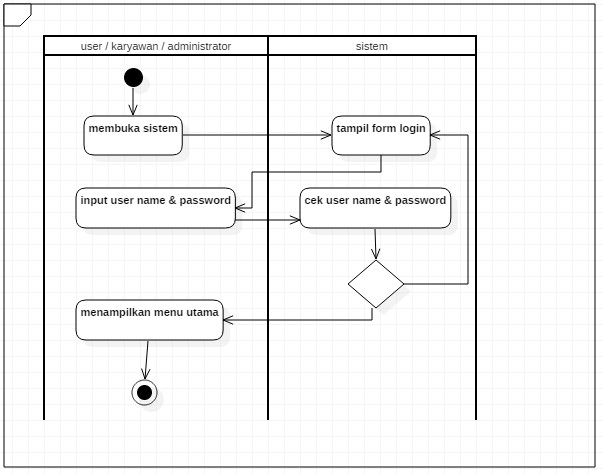 user / karyawan / administrator
sistem
membuka sistem
tampil form login
input user name & password
cek user name & password
menampilkan menu utama